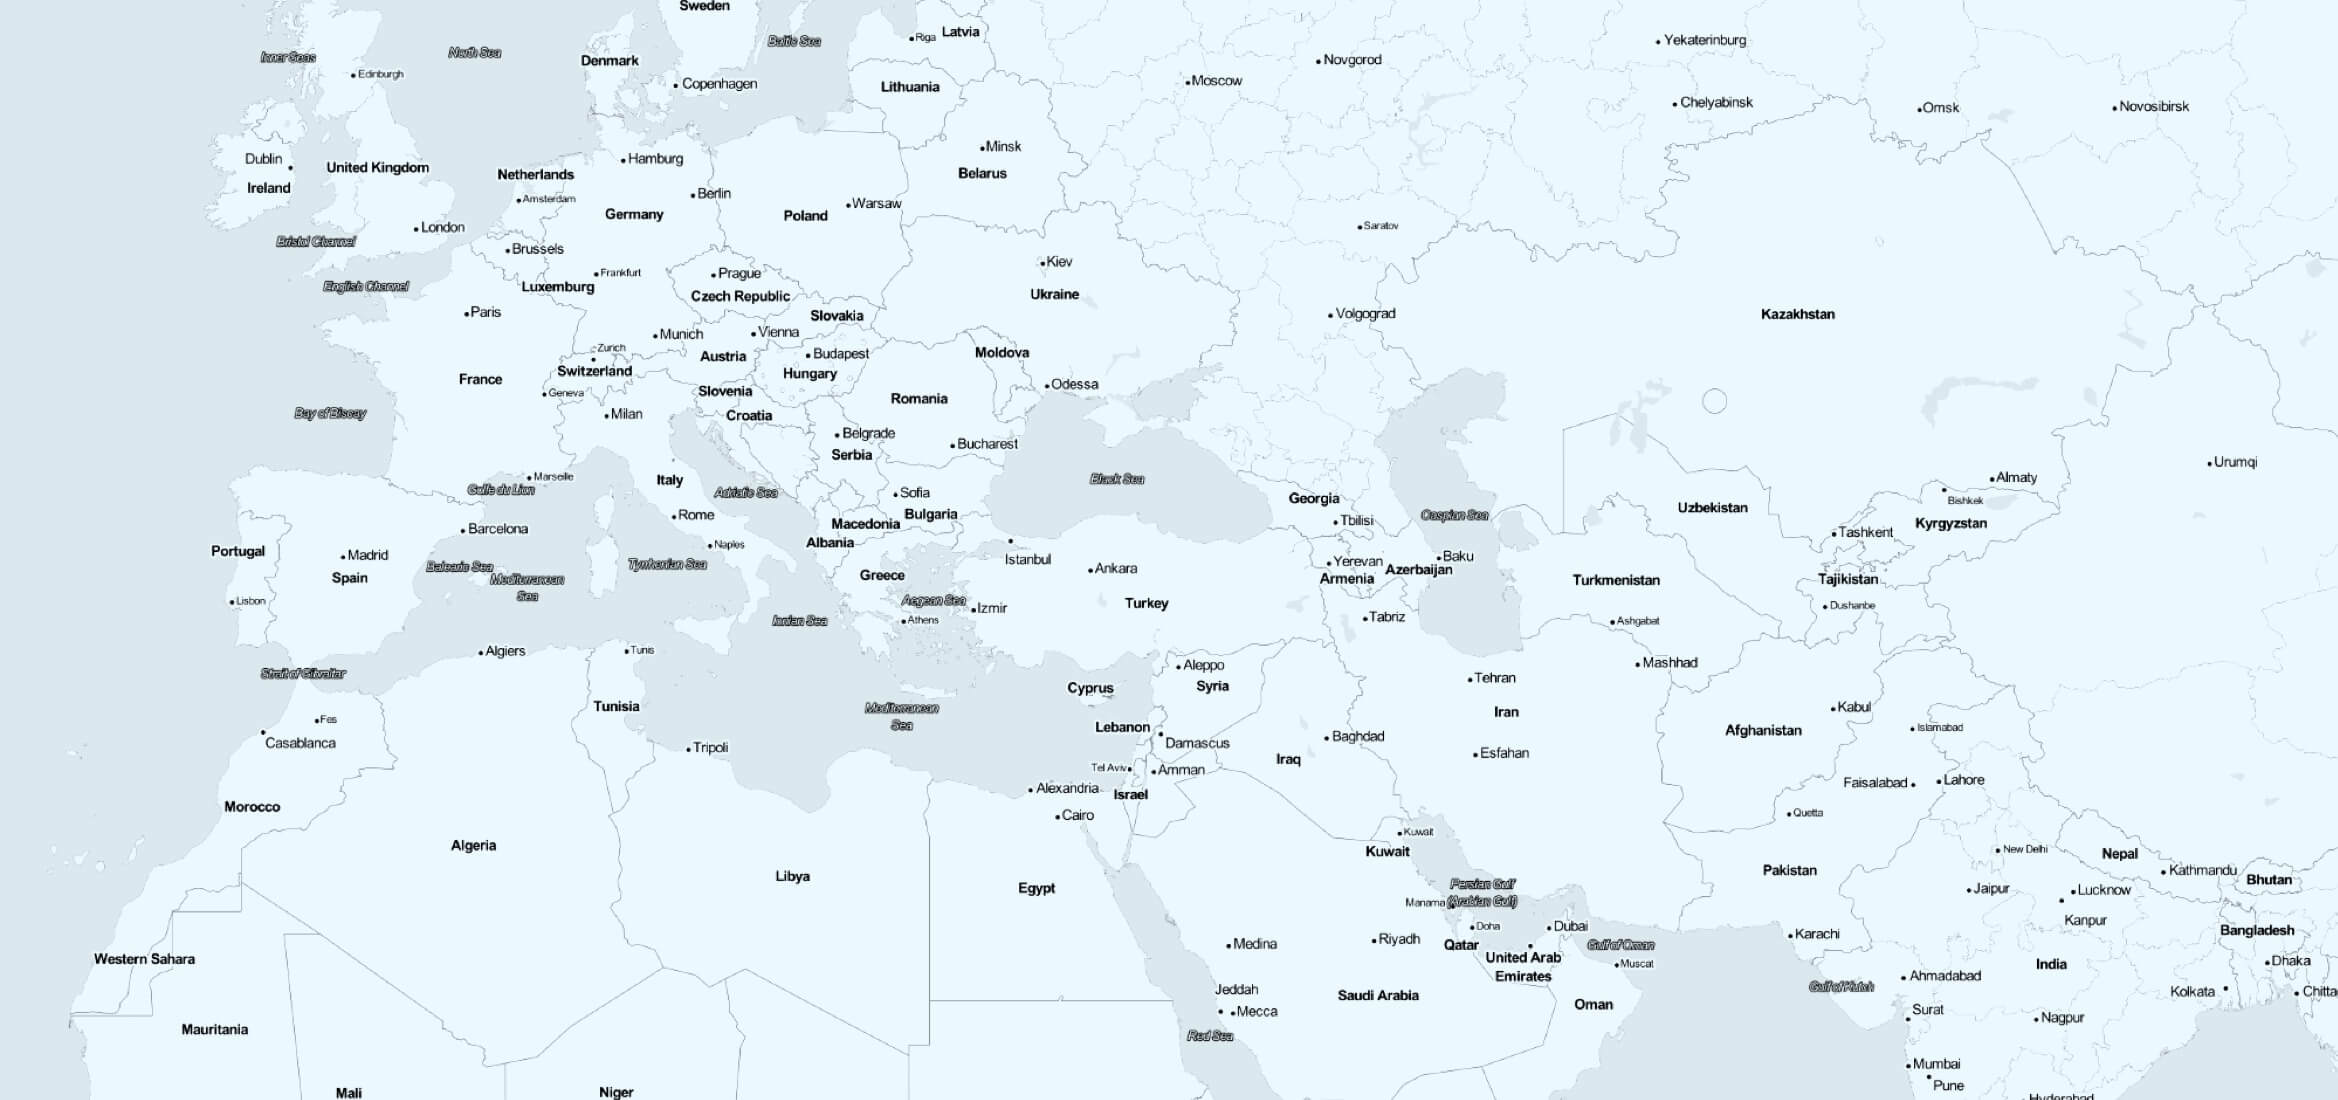 Sweden
Baltic Sea
Riga
Latvia
Yekaterinburg
Inner Seas
North Sea
Denmark
Novgorod
Edinburgh
Copenhagen
Lithuania
Moscow
Chelyabinsk
Omsk
Novosibirsk
Dublin
Ireland
United Kingdom
Netherlands
Amsterdam
Hamburg
Berlin
Germany
Poland
Warsaw
Minsk
Belarus
London
Saratov
Bristol Channel
Brussels
Frankfurt
Prague
Czech Republic
Kiev
Ukraine
English Channel
Luxemburg
Paris
Slovakia
Volgograd
Kazakhstan
Munich
Vienna
Zurich
Switzerland
Austria
Budapest
Hungary
Moldova
France
Geneva
Slovenia
Odessa
Bay of Biscay
Milan
Croatia
Romania
Belgrade
Serbia
Bucharest
Urumqi
Marseille
Gulfe du Lion
Italy
Adriatic Sea
Black Sea
Almaty
Bishkek
Kyrgyzstan
Sofia
Bulgaria
Georgia
Tbilisi
Caspian Sea
Uzbekistan
Rome
Macedonia
Barcelona
Tashkent
Portugal
Madrid
Spain
Naples
Albania
Istanbul
Yerevan
Armenia
Azerbaijan
Baku
Balearic Sea
Mediterranean
Sea
Tyrrhenian Sea
Greece
Ankara
Turkey
Turkmenistan
Tajikistan
Lisbon
Aegean Sea
Izmir
Athens
Ionian Sea
Tabriz
Ashgabat
Dushanbe
Algiers
Tunis
Aleppo
Syria
Mashhad
Strait of Gibraltar
Cyprus
Tehran
Iran
Tunisia
Mediterranean
Sea
Fes
Casablanca
Lebanon
Damascus
Baghdad
Iraq
Kabul
Afghanistan
Islamabad
Tripoli
Esfahan
Tel Aviv
Amman
Israel
Alexandria
Cairo
Faisalabad
Lahore
Morocco
Quetta
Kuwait
Kuwait
Algeria
New Delhi
Nepal
Kathmandu
Bhutan
Libya
Egypt
Pakistan
Persian Gulf
(Arabian Gulf)
Manama
Jaipur
Lucknow
Kanpur
Doha
Qatar
Dubai
Karachi
Bangladesh
Medina
Riyadh
United Arab
Emirates
Gulf of Oman
Muscat
Western Sahara
India
Dhaka
Ahmadabad
Gulf of Kutch
Jeddah
Mecca
Saudi Arabia
Oman
Kolkata
Chitta
Surat
Nagpur
Mauritania
Red Sea
Mumbai
Pune
Mali
Niger
Hyderabad